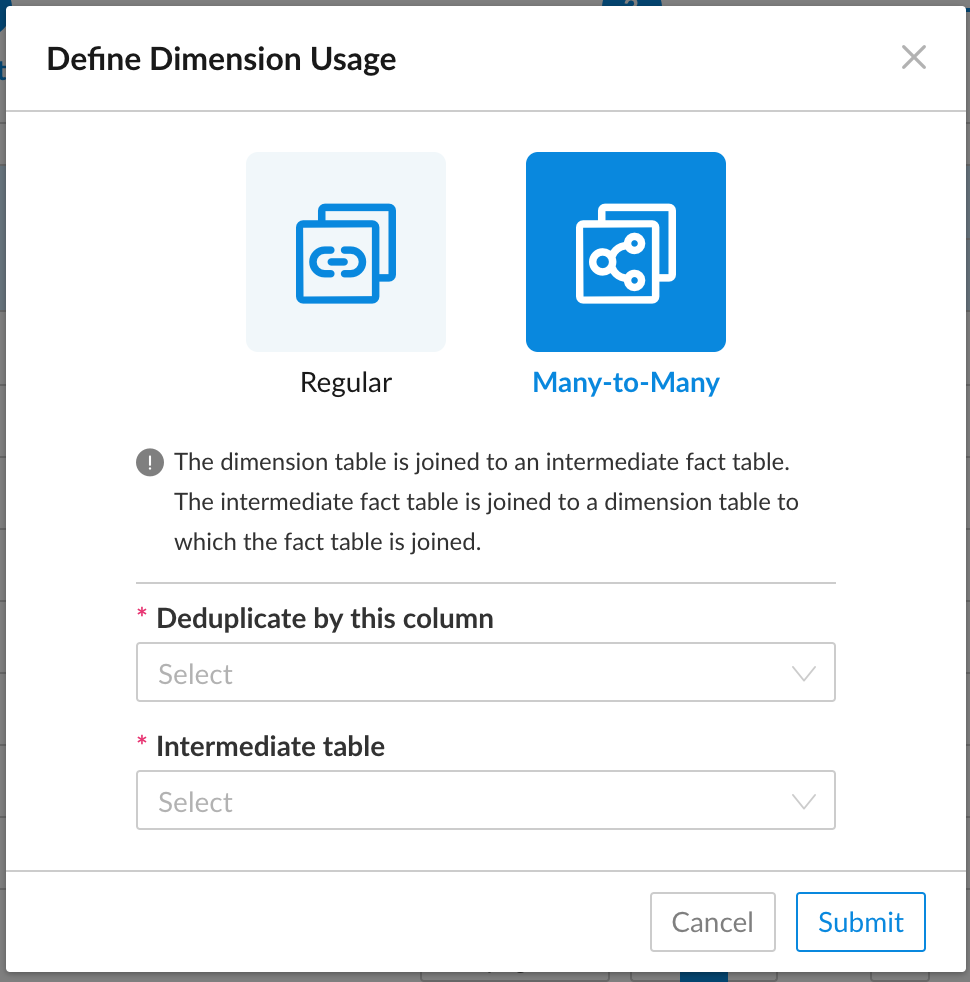 Define Dimension Usage
Regular
Many-to-Many
The dimension table is joined to an intermediate fact table.
The intermediate fact table is joined to a dimension table to
which the fact table is joined.
* Deduplicate by this column
Select
* Intermediate table
Select
Cancel
Submit